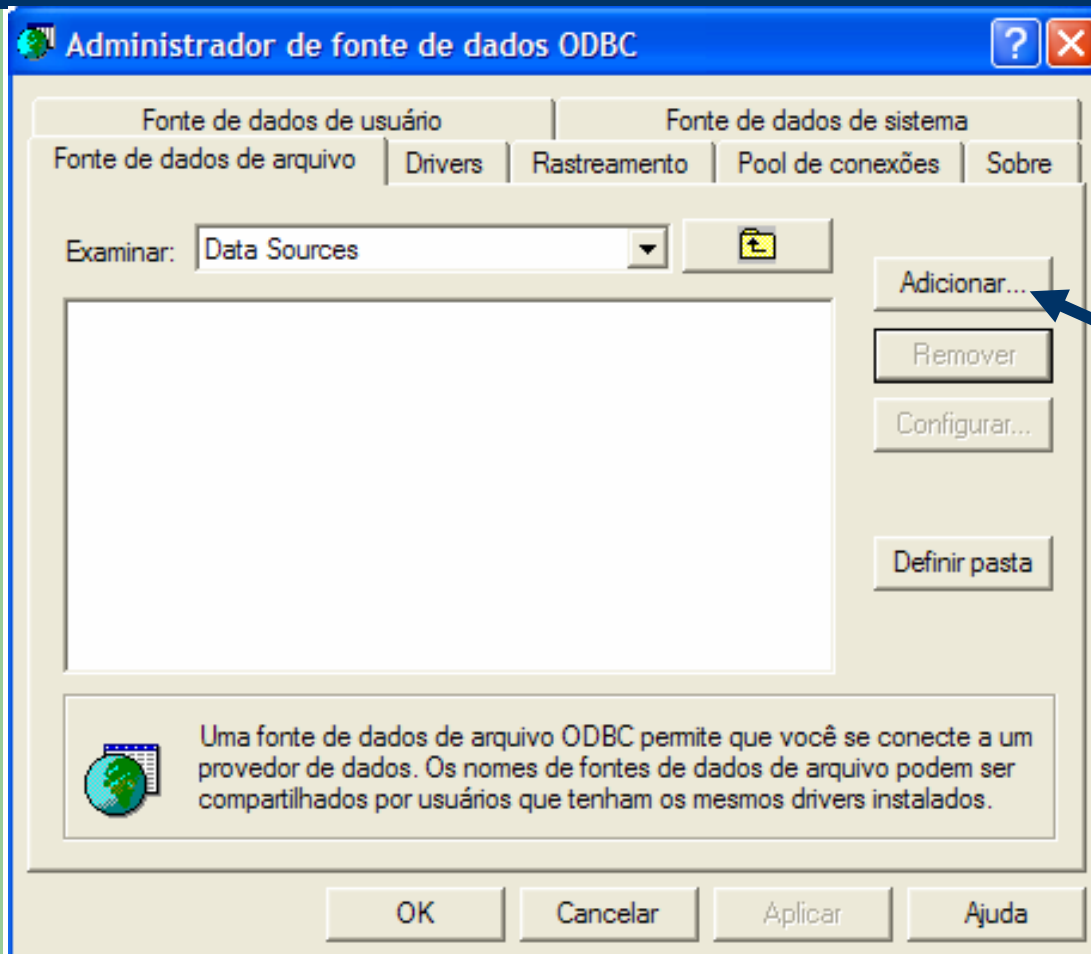 Administrador de fonte de dados ODBC
Fonte de dados de usuário
Fonte de dados de sistema
Fonte de dados de arquivo
Drivers
Rastreamento
Pool de conexões
Sobre
Examinar:
Data Sources
Adicionar...
Remover
Configurar...
Definir pasta
Uma fonte de dados de arquivo ODBC permite que você se conecte a um
provedor de dados. Os nomes de fontes de dados de arquivo podem ser
compartilhados por usuários que tenham os mesmos drivers instalados.
OK
Cancelar
Aplicar
Ajuda